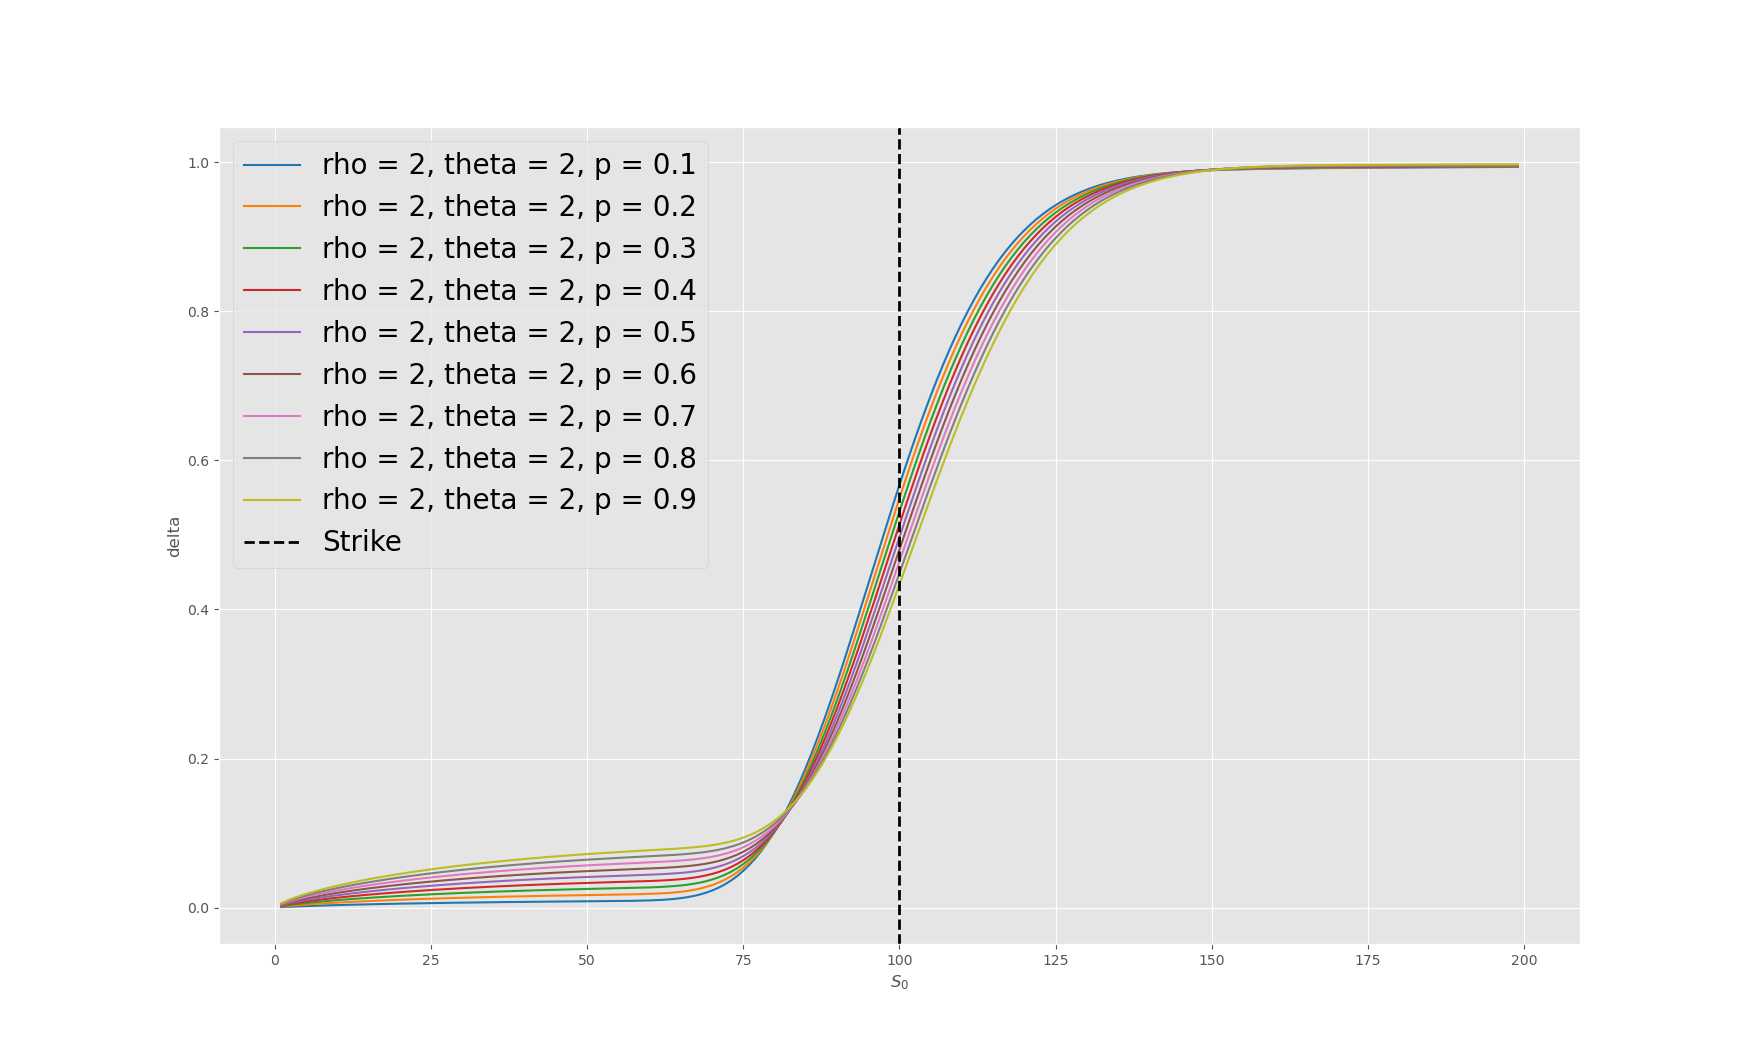 rho = 2, theta = 2, p = 0.1
rho = 2, theta = 2, p = 0.2
rho = 2, theta = 2, p = 0.3
rho = 2, theta = 2, p = 0.4
rho = 2, theta = 2, p = 0.5
rho = 2, theta = 2, p = 0.6
rho = 2, theta = 2, p = 0.7
rho = 2, theta = 2, p = 0.8
rho = 2, theta = 2, p = 0.9
Strike
delta
1.0
0.8
0.6
0.4
0.2
0.0
0 25 50 75 100 125 150 175 200
S₀